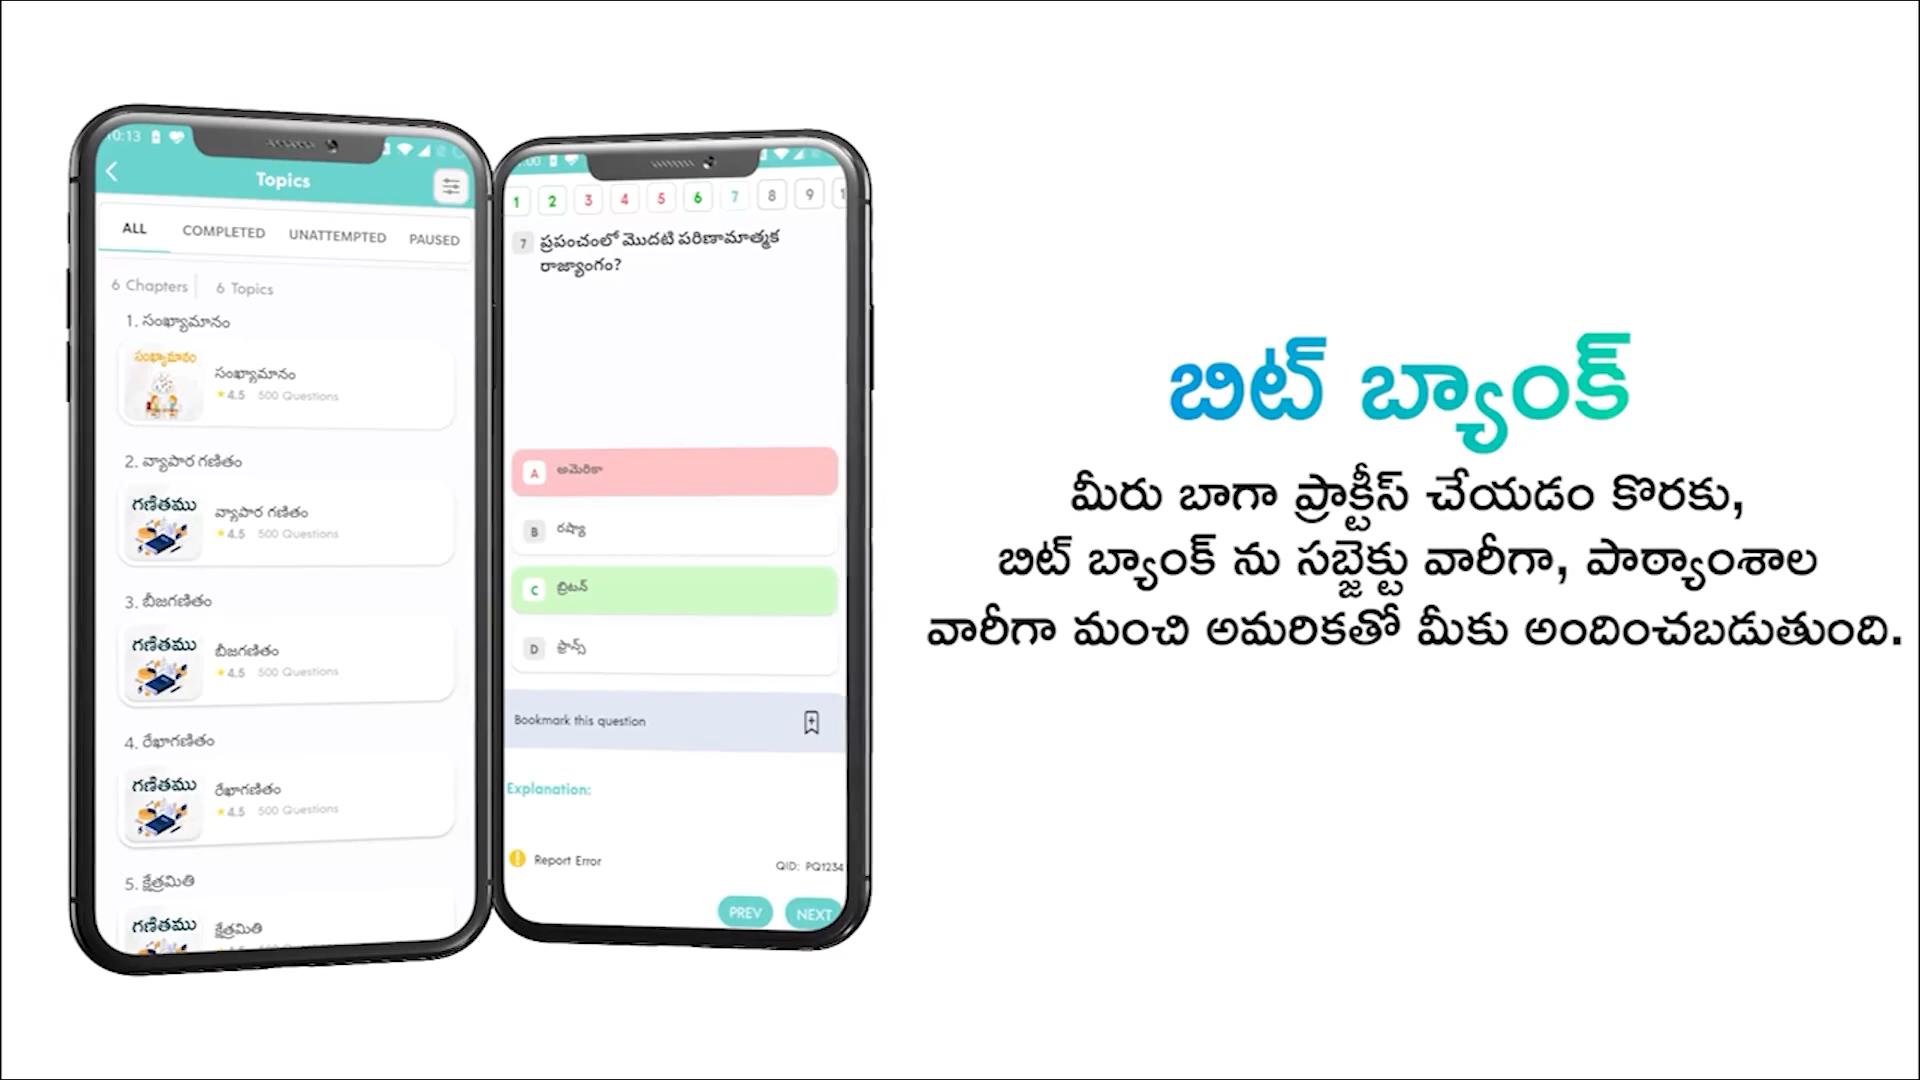 10:13
Topics
ALL COMPLETED UNATTEMPTED PAUSED
6 Chapters 6 Topics
1. సంఖ్యామానం
సంఖ్యామానం
సంఖ్యామానం
4.5 500 Questions
2. వ్యాపార గణితం
గణితము
వ్యాపార గణితం
4.5 500 Questions
3. బీజగణితం
గణితము
బీజగణితం
4.5 500 Questions
4. రేఖాగణితం
గణితము
రేఖాగణితం
4.5 500 Questions
5. క్షేత్రమితి
గణితము
క్షేత్రమితి
1 2 3 4 5 6 7 8 9
7 ప్రపంచంలో మొదటి పరిణామాత్మక
రాజ్యాంగం?
A అమెరికా
B రష్యా
C బ్రిటన్
D ఫ్రాన్స్
Bookmark this question
Explanation:
Report Error
QID: PQ1234
PREV NEXT
బిట్ బ్యాంక్
మీరు బాగా ప్రాక్టీస్ చేయడం కొరకు,
బిట్ బ్యాంక్ ను సబ్జెక్టు వారీగా, పాఠ్యాంశాల
వారీగా మంచి అమరికతో మీకు అందించబడుతుంది.